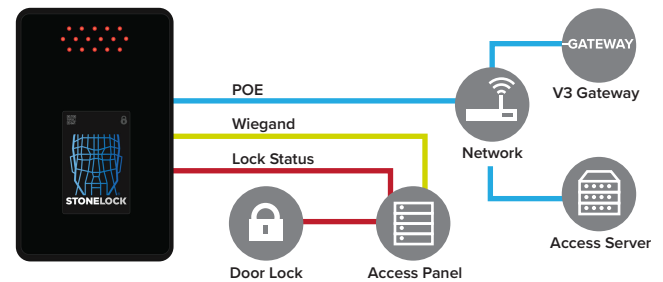 GATEWAY
V3 Gateway
POE
Wiegand
Network
Lock Status
STONELOCK
Access Server
Door Lock
Access Panel